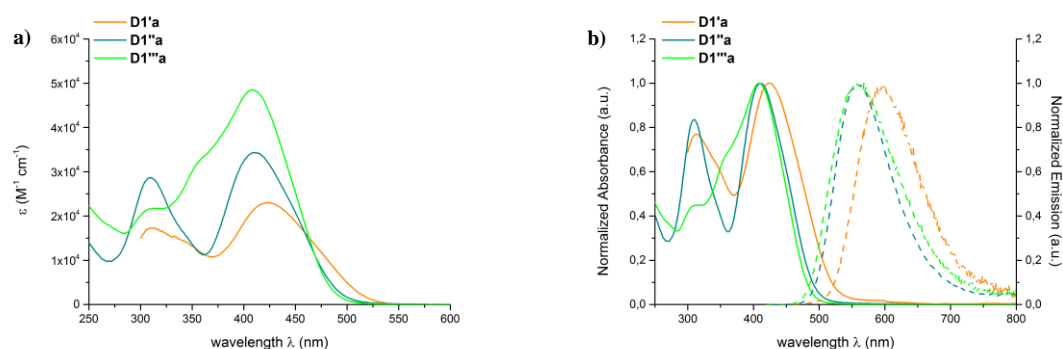 a)
D1'a
D1''a
D1'''a
6x10⁴
5x10⁴
4x10⁴
3x10⁴
2x10⁴
1x10⁴
0
250 300 350 400 450 500 550 600
ε (M⁻¹ cm⁻¹)
wavelength λ (nm)
b)
D1'a
D1''a
D1'''a
1,2
1,0
0,8
0,6
0,4
0,2
0,0
300 400 500 600 700 800
1,2
1,0
0,8
0,6
0,4
0,2
0,0
Normalized Absorbance (a.u.)
Normalized Emission (a.u.)
wavelength λ (nm)